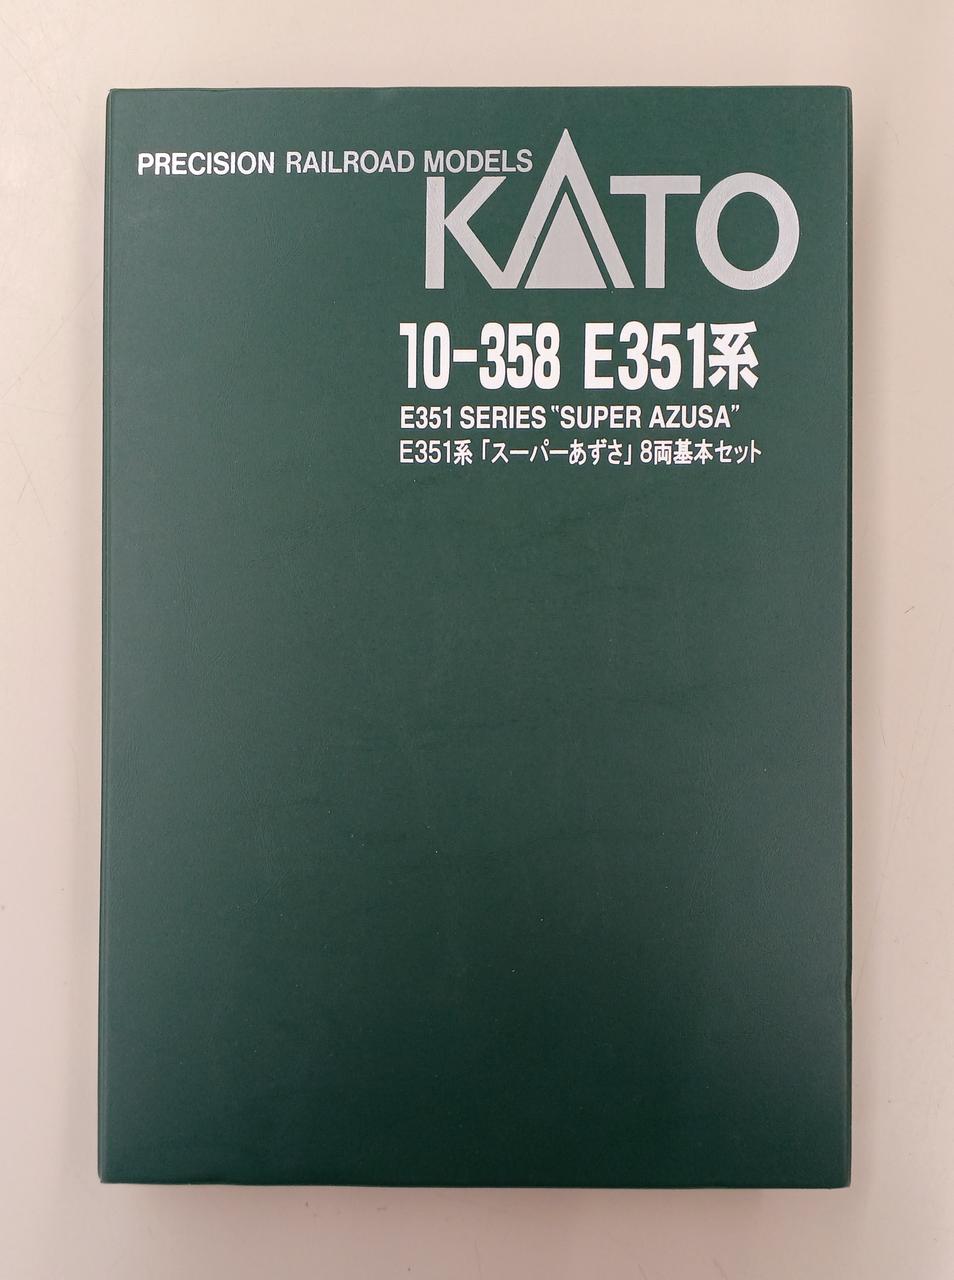 PRECISION RAILROAD MODELS
KATO
10-358 E351系
E351 SERIES “SUPER AZUSA”
E351系「スーパーあずさ」8両基本セット